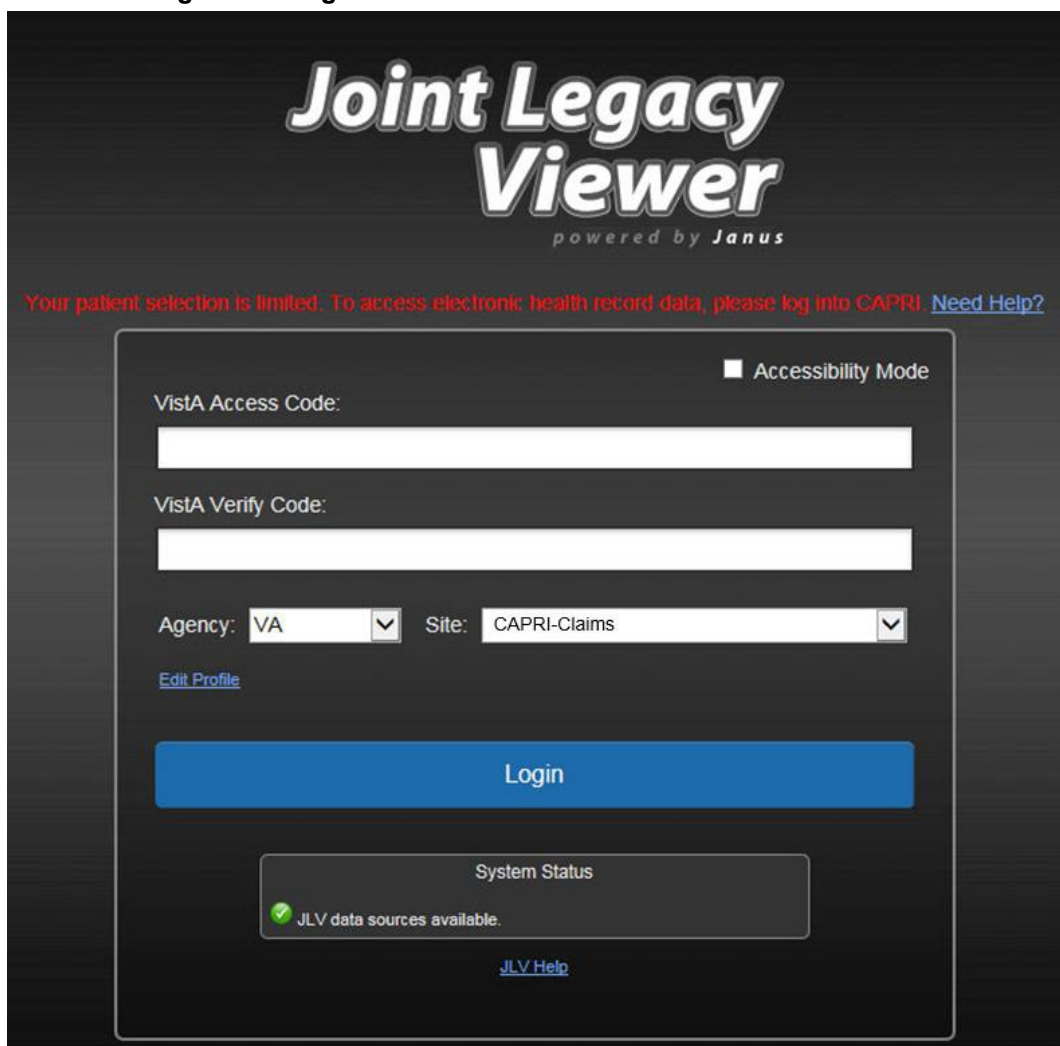 Joint Legacy
Viewer
powered by Janus
Your patient selection is limited. To access electronic health record data, please log into CAPRI. Need Help?
Accessibility Mode
VistA Access Code:
VistA Verify Code:
Agency: VA Site: CAPRI-Claims
Edit Profile
Login
System Status
JLV data sources available.
JLV Help